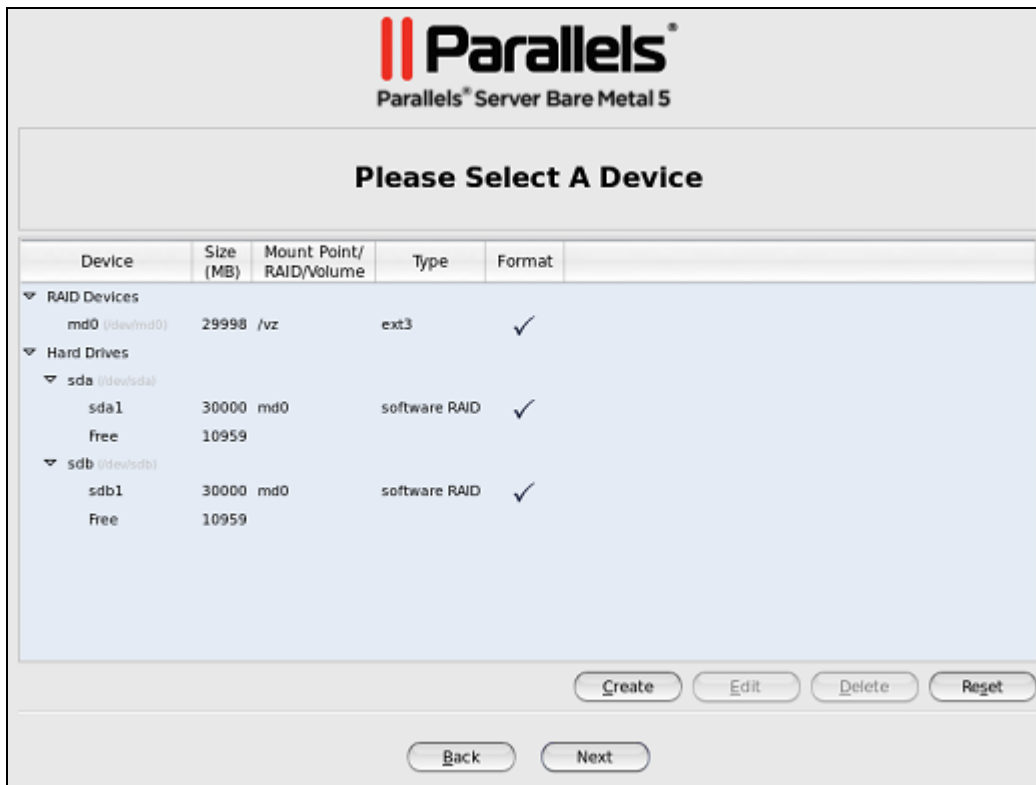 Parallels®
Parallels® Server Bare Metal 5
Please Select A Device
Device Size (MB) Mount Point/ RAID/Volume Type Format
RAID Devices
md0 (/dev/md0) 29998 /vz ext3 ✓
Hard Drives
sda (/dev/sda)
sda1 30000 md0 software RAID ✓
Free 10959
sdb (/dev/sdb)
sdb1 30000 md0 software RAID ✓
Free 10959
Create Edit Delete Reset
Back Next